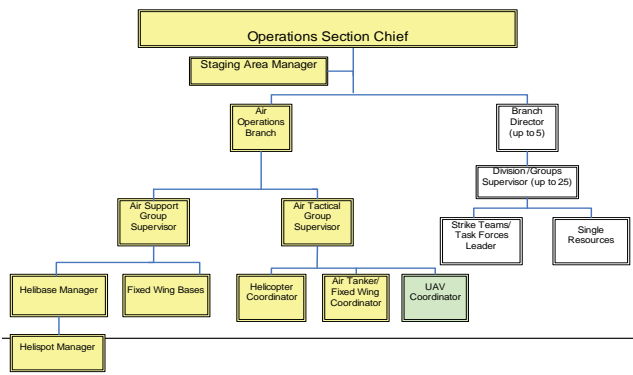 Operations Section Chief
Staging Area Manager
Air
Operations
Branch
Branch
Director
(up to 5)
Division/Groups
Supervisor (up to 25)
Air Support
Group
Supervisor
Air Tactical
Group
Supervisor
Strike Teams/
Task Forces
Leader
Single
Resources
Helibase Manager
Fixed Wing Bases
Helicopter
Coordinator
Air Tanker/
Fixed Wing
Coordinator
UAV
Coordinator
Helispot Manager